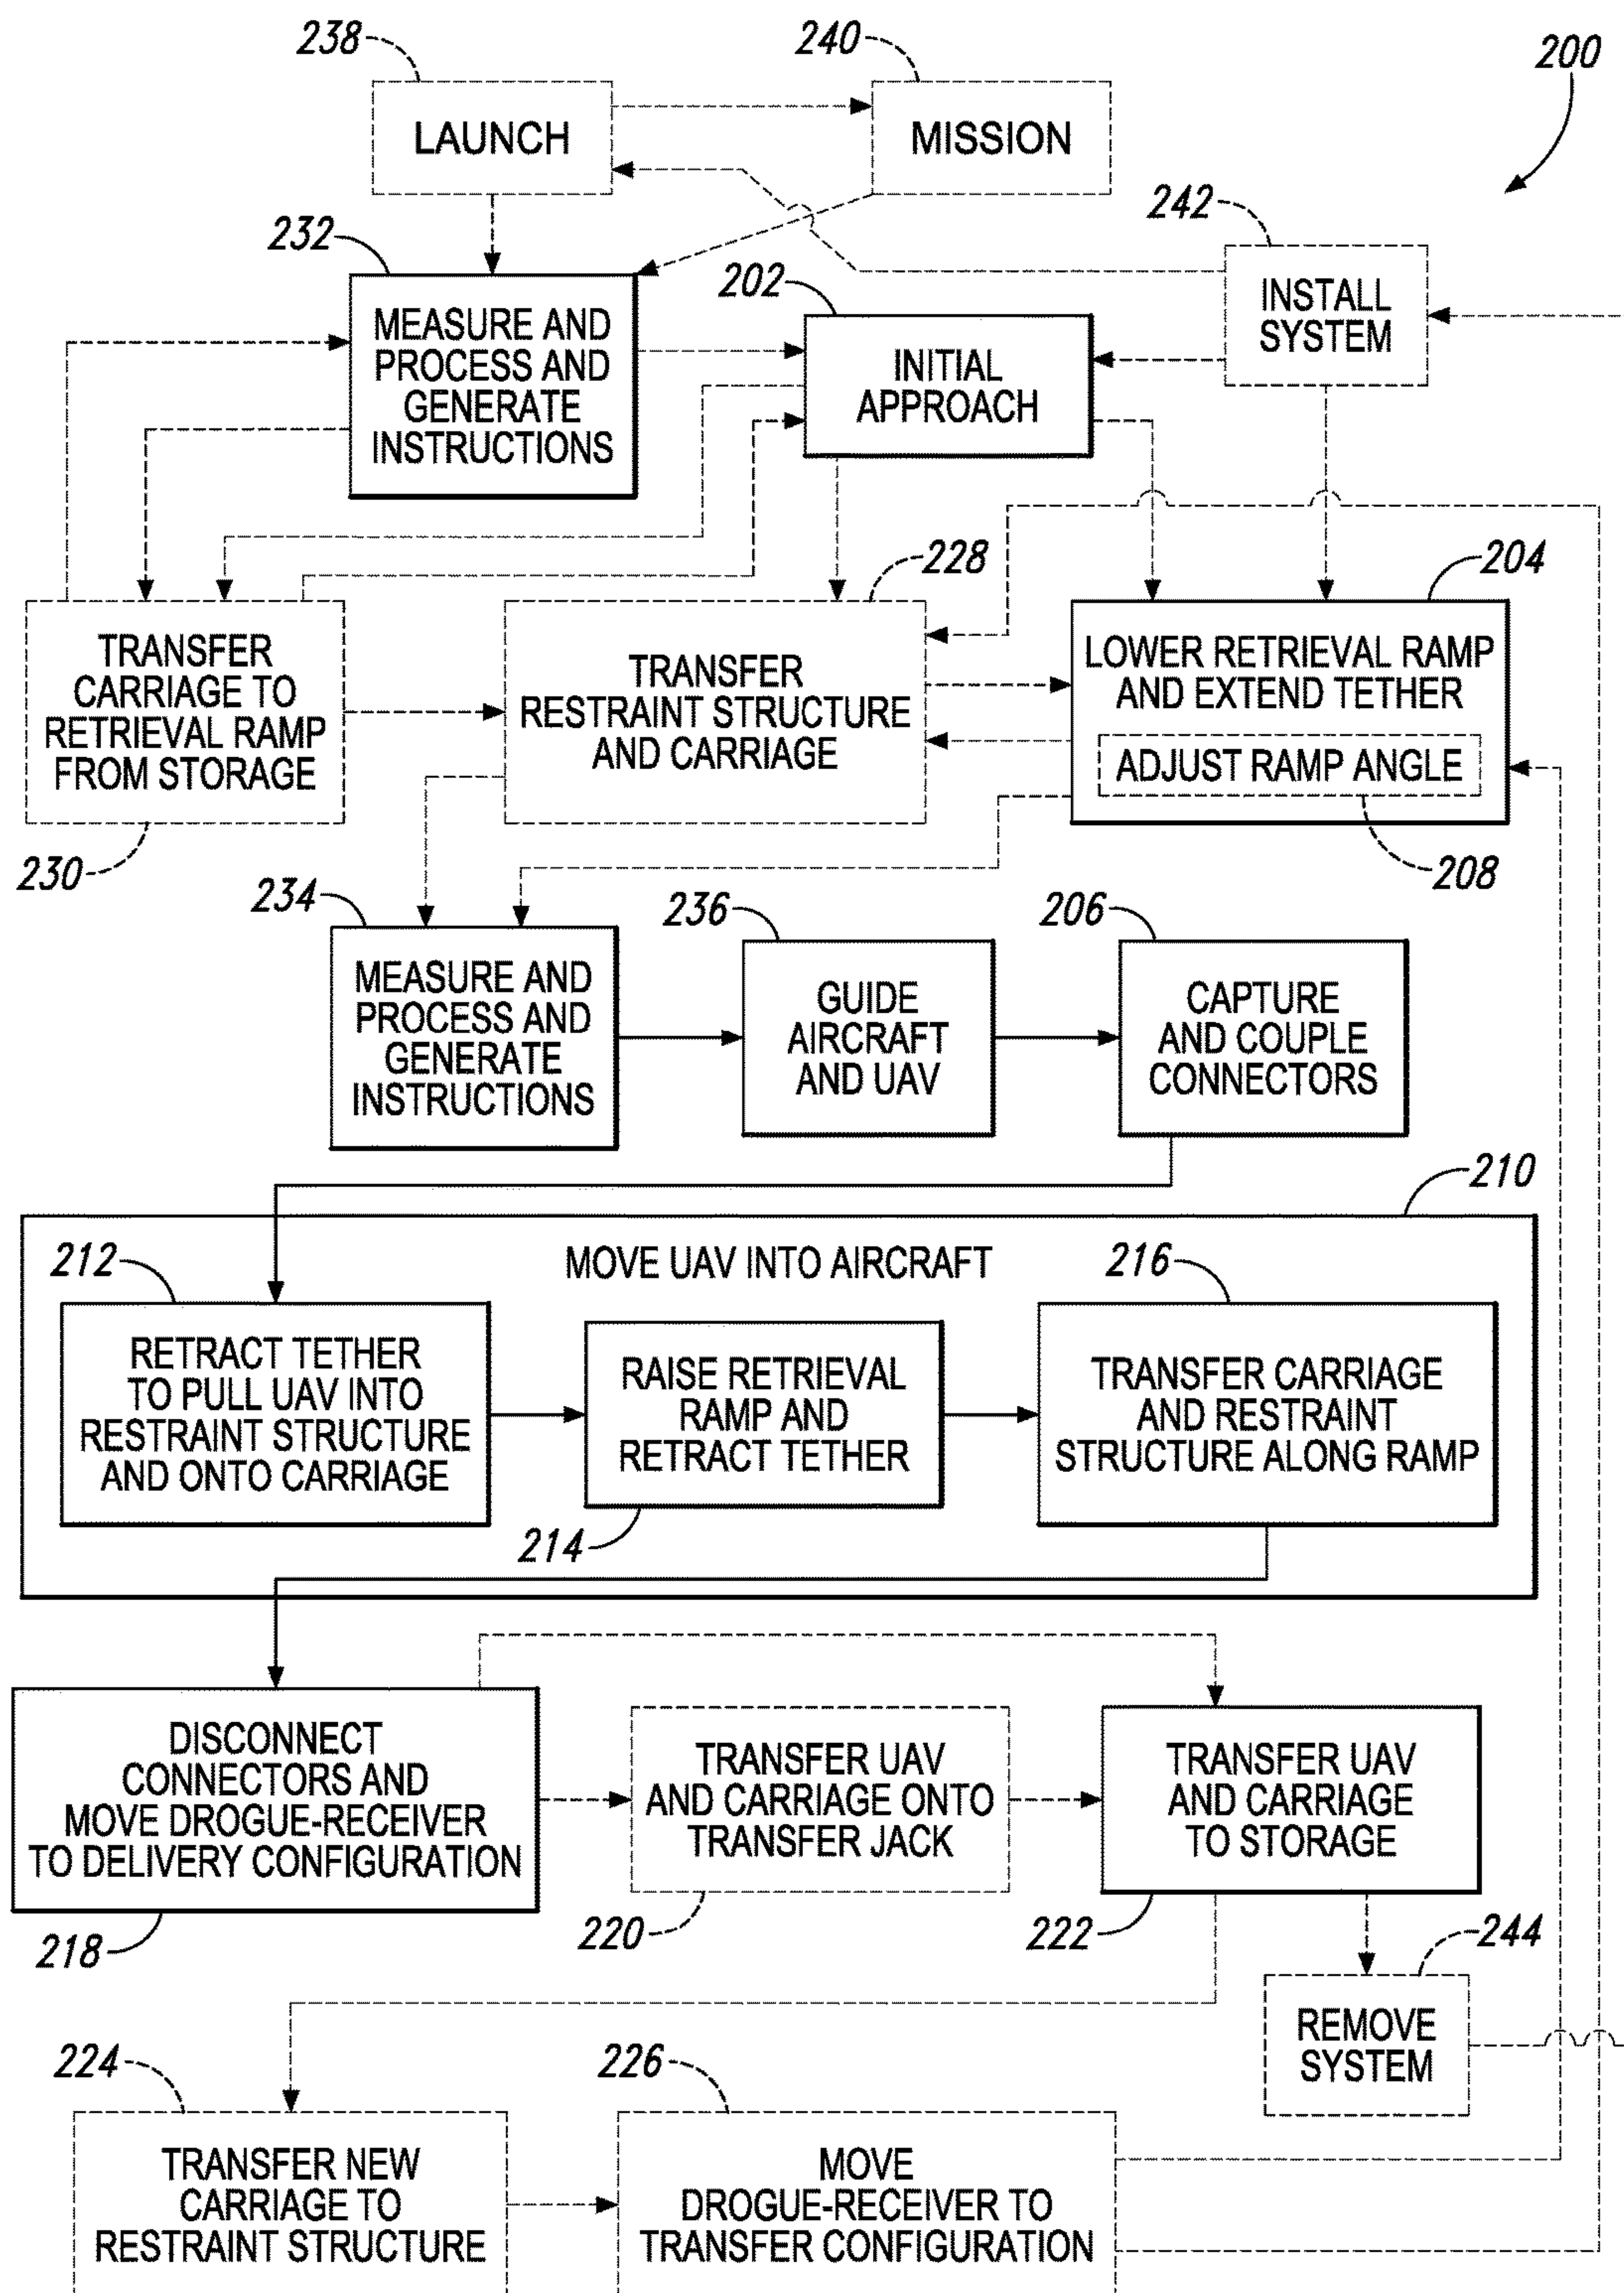 238
240
200
LAUNCH
MISSION
242
232
202
INSTALL
SYSTEM
MEASURE AND
PROCESS AND
GENERATE
INSTRUCTIONS
INITIAL
APPROACH
228
204
TRANSFER
CARRIAGE TO
RETRIEVAL RAMP
FROM STORAGE
TRANSFER
RESTRAINT STRUCTURE
AND CARRIAGE
LOWER RETRIEVAL RAMP
AND EXTEND TETHER
ADJUST RAMP ANGLE
230
208
234
236
206
MEASURE AND
PROCESS AND
GENERATE
INSTRUCTIONS
GUIDE
AIRCRAFT
AND UAV
CAPTURE
AND COUPLE
CONNECTORS
210
MOVE UAV INTO AIRCRAFT
212
216
RETRACT TETHER
TO PULL UAV INTO
RESTRAINT STRUCTURE
AND ONTO CARRIAGE
RAISE RETRIEVAL
RAMP AND
RETRACT TETHER
TRANSFER CARRIAGE
AND RESTRAINT
STRUCTURE ALONG RAMP
214
DISCONNECT
CONNECTORS AND
MOVE DROGUE-RECEIVER
TO DELIVERY CONFIGURATION
TRANSFER UAV
AND CARRIAGE ONTO
TRANSFER JACK
TRANSFER UAV
AND CARRIAGE
TO STORAGE
218
220
222
244
REMOVE
SYSTEM
224
226
TRANSFER NEW
CARRIAGE TO
RESTRAINT STRUCTURE
MOVE
DROGUE-RECEIVER TO
TRANSFER CONFIGURATION